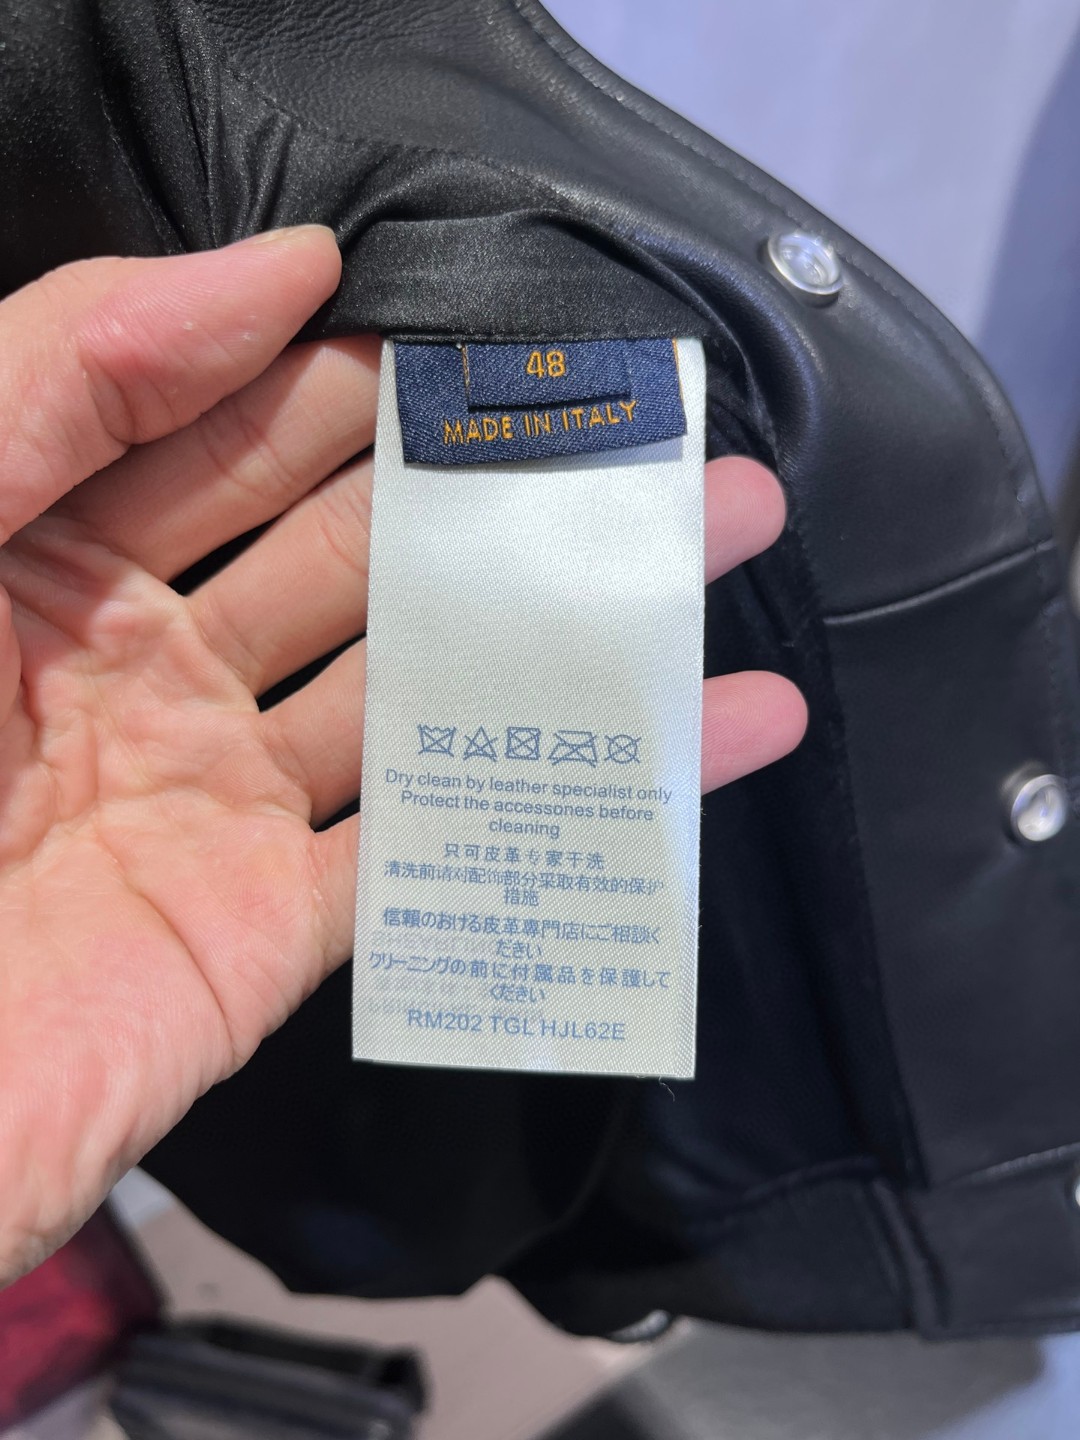 48
MADE IN ITALY
Dry clean by leather specialist only
Protect the accessones before
cleaning
只可皮革专家干洗
清洗前请对配饰部分采取有效的保护
措施
信頼のおける皮革専門店にご相談く
ださい
クリーニングの前に付属品を保護して
ください
RM202 TGL HJL62E